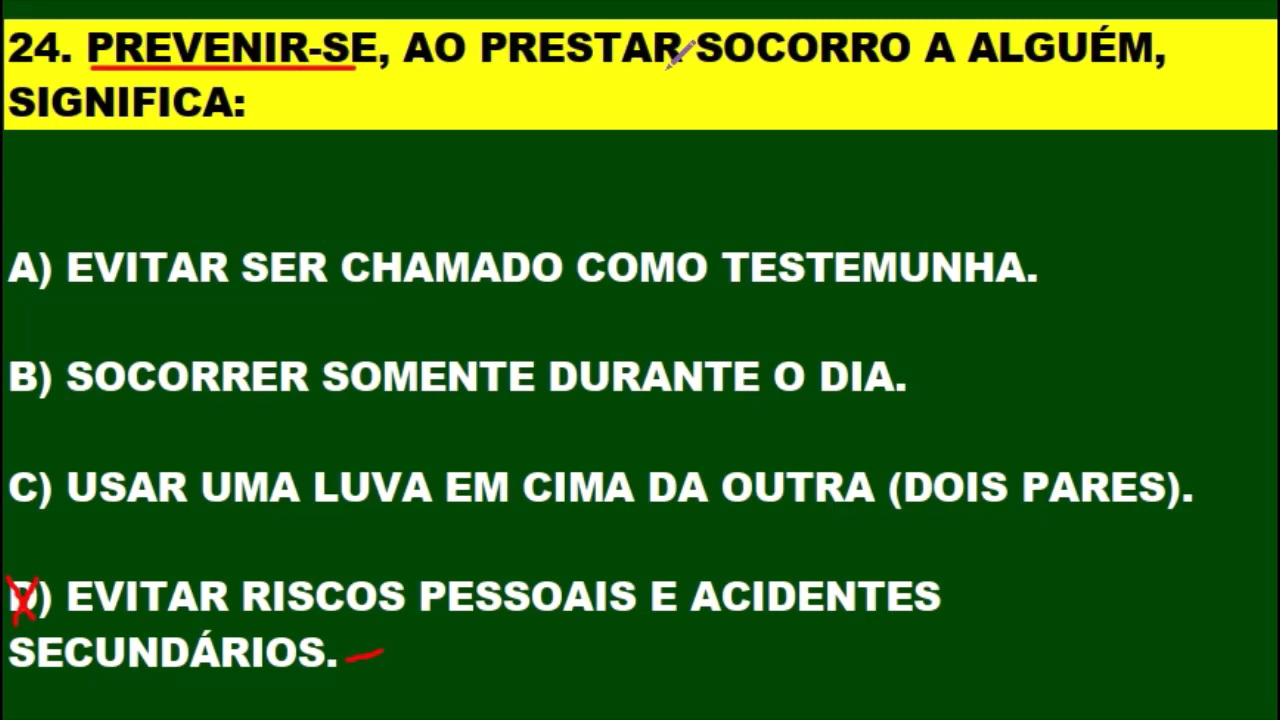 24. PREVENIR-SE, AO PRESTAR SOCORRO A ALGUÉM,
SIGNIFICA:
A) EVITAR SER CHAMADO COMO TESTEMUNHA.
B) SOCORRER SOMENTE DURANTE O DIA.
C) USAR UMA LUVA EM CIMA DA OUTRA (DOIS PARES).
D) EVITAR RISCOS PESSOAIS E ACIDENTES
SECUNDÁRIOS.